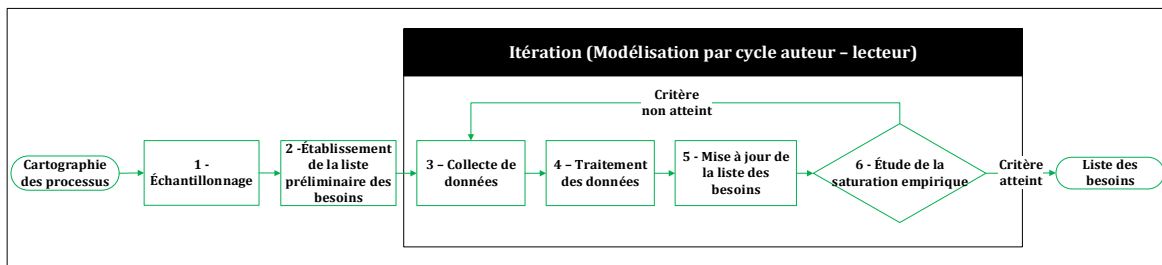 Itération (Modélisation par cycle auteur – lecteur)
Critère
non atteint
Cartographie
des processus
1 -
Échantillonnage
2 -Établissement
de la liste
préliminaire des
besoins
3 – Collecte de
données
4 – Traitement
des données
5 - Mise à jour de
la liste des
besoins
6 - Étude de la
saturation empirique
Critère
atteint
Liste des
besoins